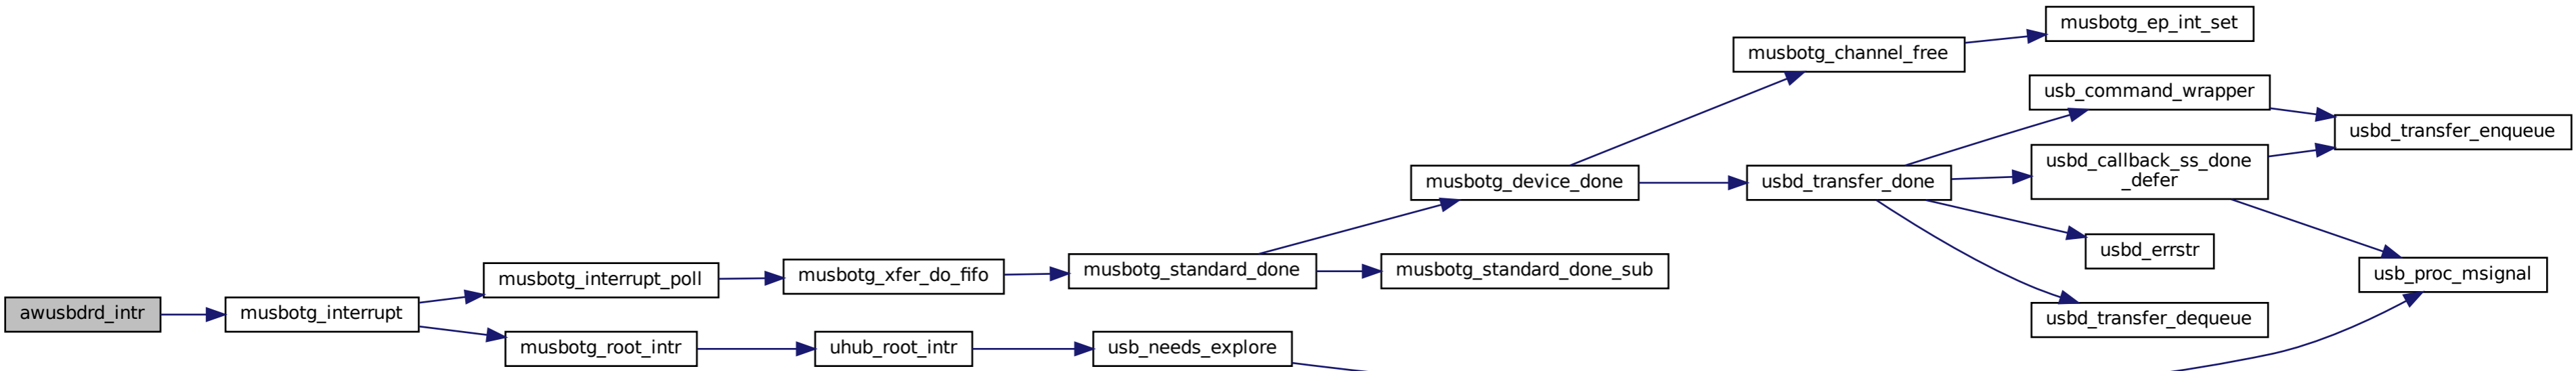 musbotg_ep_int_set
musbotg_channel_free
usb_command_wrapper
usbd_transfer_enqueue
usbd_callback_ss_done
_defer
musbotg_device_done
usbd_transfer_done
usbd_errstr
musbotg_standard_done
musbotg_standard_done_sub
usb_proc_msignal
musbotg_interrupt_poll
musbotg_xfer_do_fifo
awusbdrd_intr
musbotg_interrupt
usbd_transfer_dequeue
musbotg_root_intr
uhub_root_intr
usb_needs_explore